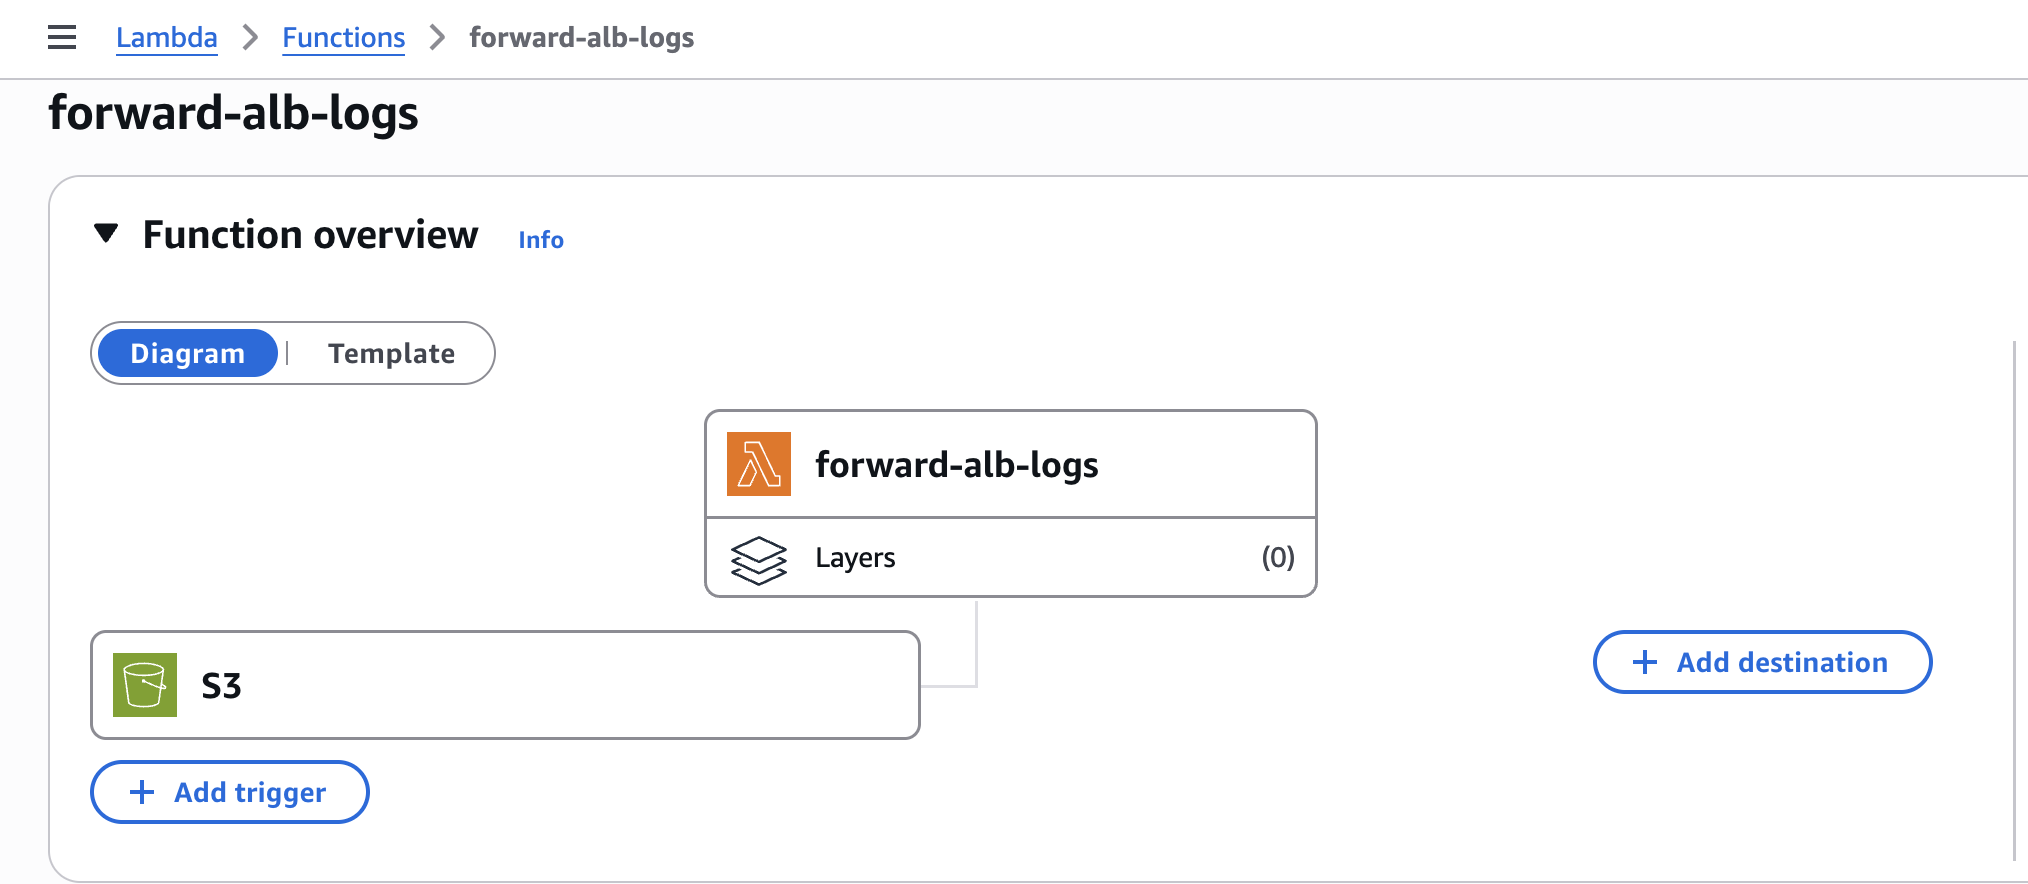 Lambda > Functions > forward-alb-logs
forward-alb-logs
Function overview Info
Diagram | Template
forward-alb-logs
Layers (0)
S3
+ Add destination
+ Add trigger